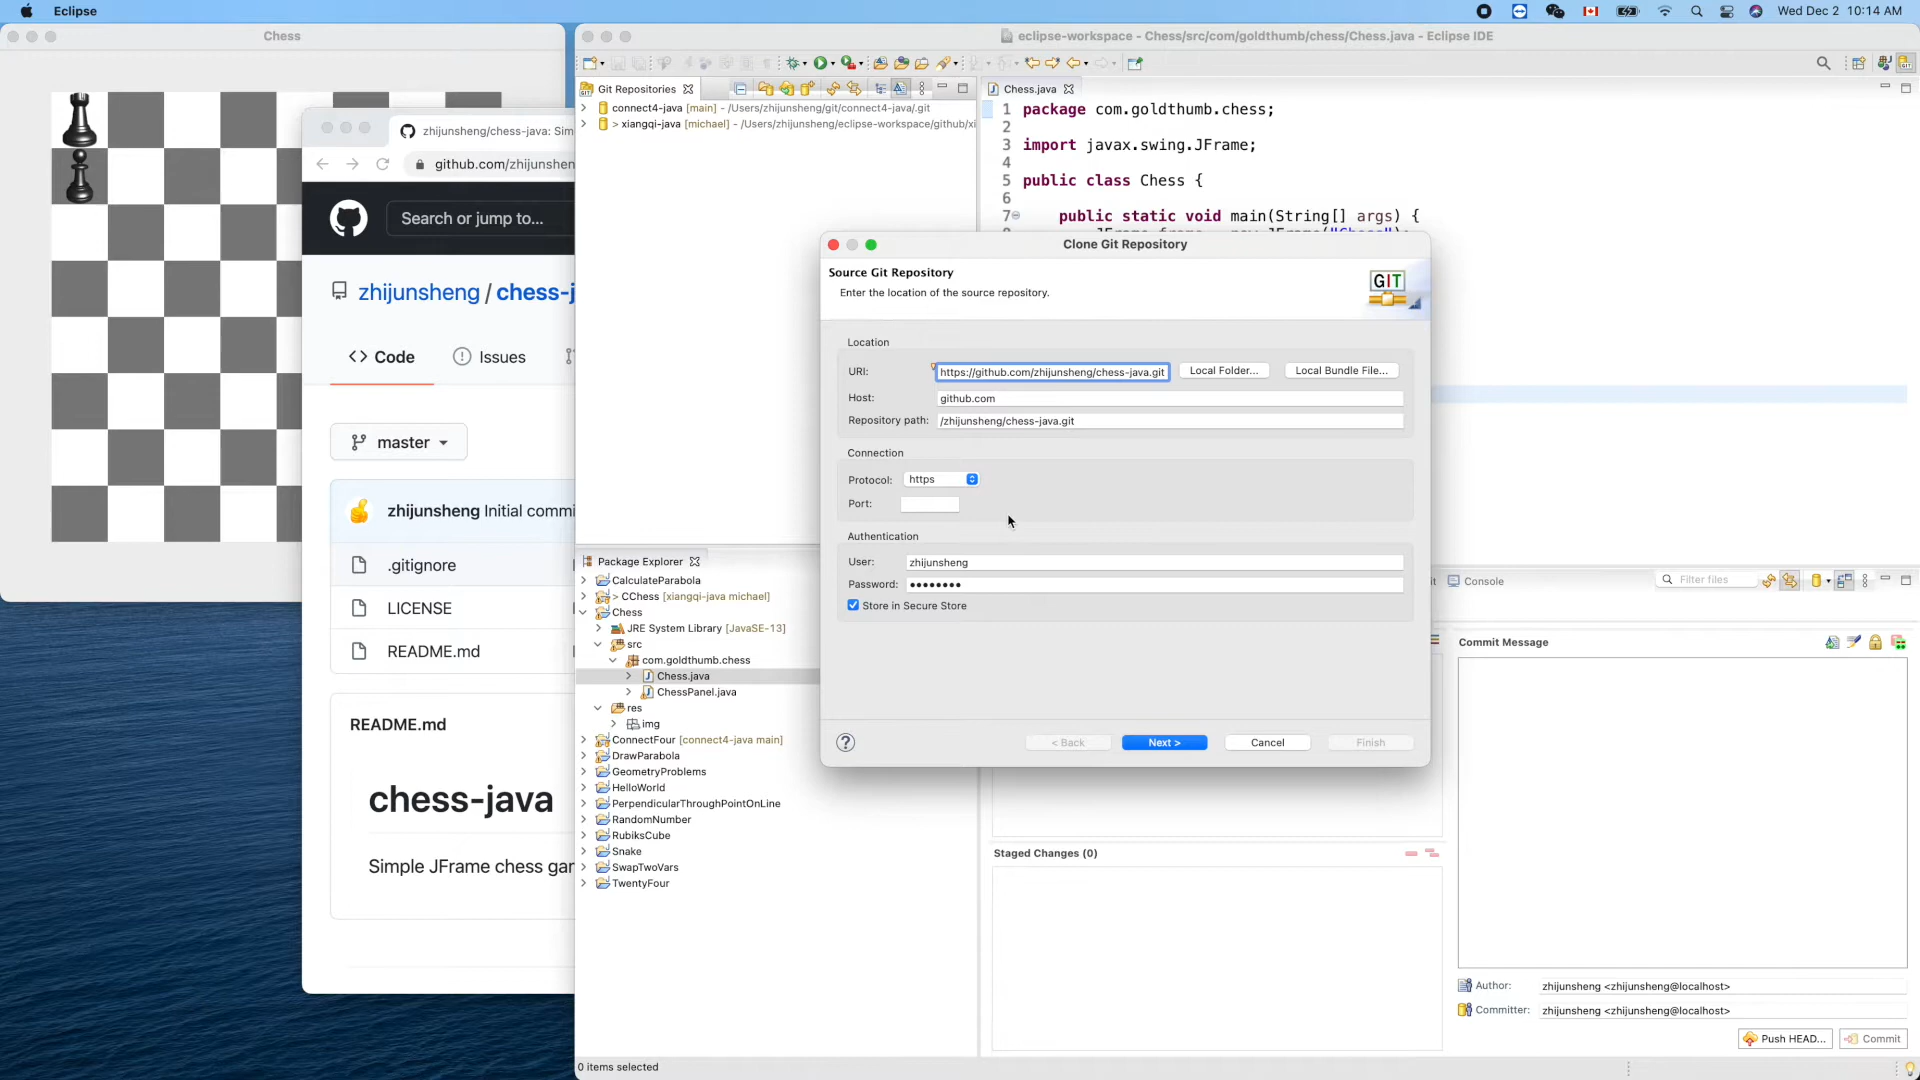 Eclipse
Wed Dec 2 10:14 AM
Chess
zhijunsheng/chess-java: Sim
github.com/zhijunshen
Search or jump to...
zhijunsheng / chess-j
Code
Issues
master
zhijunsheng Initial commi
.gitignore
LICENSE
README.md
README.md
chess-java
Simple JFrame chess gar
eclipse-workspace - Chess/src/com/goldthumb/chess/Chess.java - Eclipse IDE
Git Repositories
connect4-java [main] - /Users/zhijunsheng/git/connect4-java/.git
> xiangqi-java [michael] - /Users/zhijunsheng/eclipse-workspace/github/xi
Chess.java
1 package com.goldthumb.chess;
2
3 import javax.swing.JFrame;
4
5 public class Chess {
6
7 public static void main(String[] args) {
Clone Git Repository
Source Git Repository
Enter the location of the source repository.
GIT
Location
URI:
https://github.com/zhijunsheng/chess-java.git
Local Folder...
Local Bundle File...
Host:
github.com
Repository path:
/zhijunsheng/chess-java.git
Connection
Protocol:
https
Port:
Authentication
User:
zhijunsheng
Password:
••••••••
Store in Secure Store
?
< Back
Next >
Cancel
Finish
Package Explorer
CalculateParabola
> CChess [xiangqi-java michael]
Chess
JRE System Library [JavaSE-13]
src
com.goldthumb.chess
Chess.java
ChessPanel.java
res
img
ConnectFour [connect4-java main]
DrawParabola
GeometryProblems
HelloWorld
PerpendicularThroughPointOnLine
RandomNumber
RubiksCube
Snake
SwapTwoVars
TwentyFour
Console
Filter files
Commit Message
Staged Changes (0)
Author:
zhijunsheng <zhijunsheng@localhost>
Committer:
zhijunsheng <zhijunsheng@localhost>
Push HEAD...
Commit
0 items selected